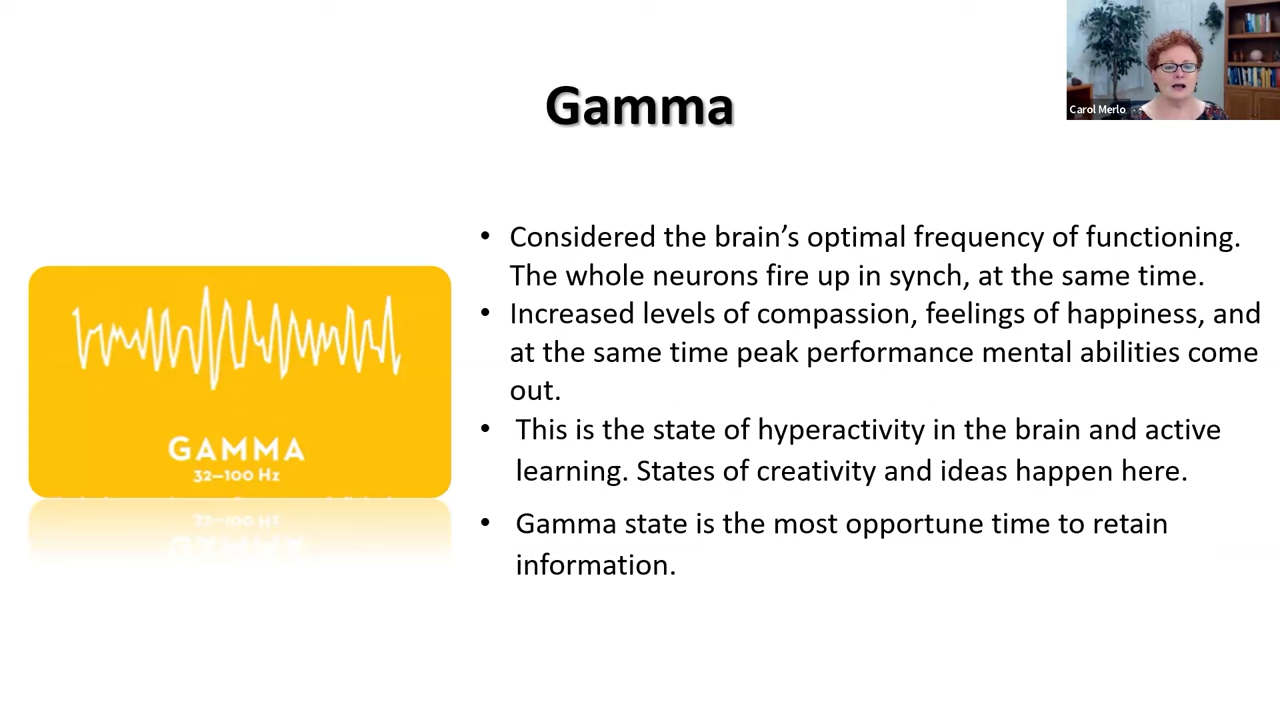 Gamma
Carol Merlo
• Considered the brain’s optimal frequency of functioning.
The whole neurons fire up in synch, at the same time.
• Increased levels of compassion, feelings of happiness, and
at the same time peak performance mental abilities come
out.
• This is the state of hyperactivity in the brain and active
learning. States of creativity and ideas happen here.
• Gamma state is the most opportune time to retain
information.
GAMMA
32–100 Hz